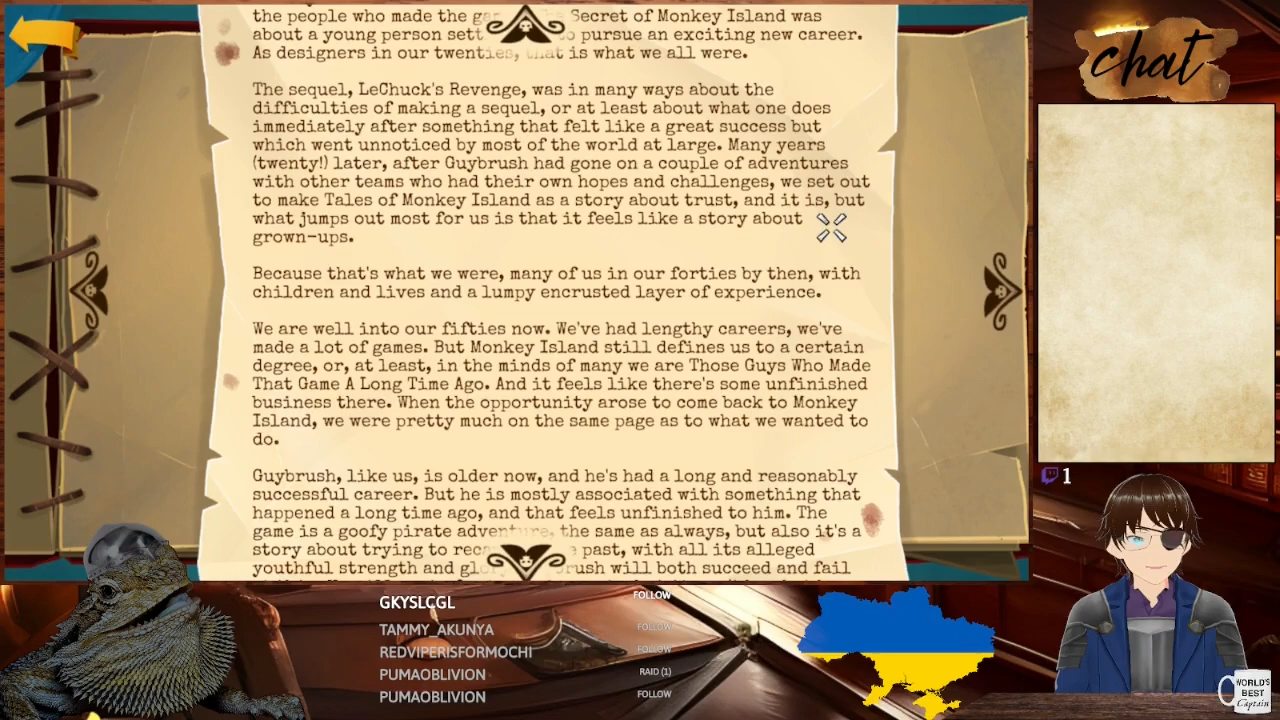 the people who made the Secret of Monkey Island was
about a young person pursue an exciting new career.
As designers in our twenties, that is what we all were.
The sequel, LeChuck's Revenge, was in many ways about the
difficulties of making a sequel, or at least about what one does
immediately after something that felt like a great success but
which went unnoticed by most of the world at large. Many years
(twenty!) later, after Guybrush had gone on a couple of adventures
with other teams who had their own hopes and challenges, we set out
to make Tales of Monkey Island as a story about trust, and it is, but
what jumps out most for us is that it feels like a story about
grown-ups.
Because that's what we were, many of us in our forties by then, with
children and lives and a lumpy encrusted layer of experience.
We are well into our fifties now. We've had lengthy careers, we've
made a lot of games. But Monkey Island still defines us to a certain
degree, or, at least, in the minds of many we are Those Guys Who Made
That Game A Long Time Ago. And it feels like there's some unfinished
business there. When the opportunity arose to come back to Monkey
Island, we were pretty much on the same page as to what we wanted to
do.
Guybrush, like us, is older now, and he's had a long and reasonably
successful career. But he is mostly associated with something that
happened a long time ago, and that feels unfinished to him. The
game is a goofy pirate adventure, the same as always, but also it's a
story about trying to past, with all its alleged
youthful strength and will both succeed and fail
chat
1
GKYSLCGL FOLLOW
TAMMY_AKUNYA FOLLOW
REDVIPERISFORMOCHI FOLLOW
PUMAOBLIVION RAID (1)
PUMAOBLIVION FOLLOW
WORLD'S
BEST
Captain